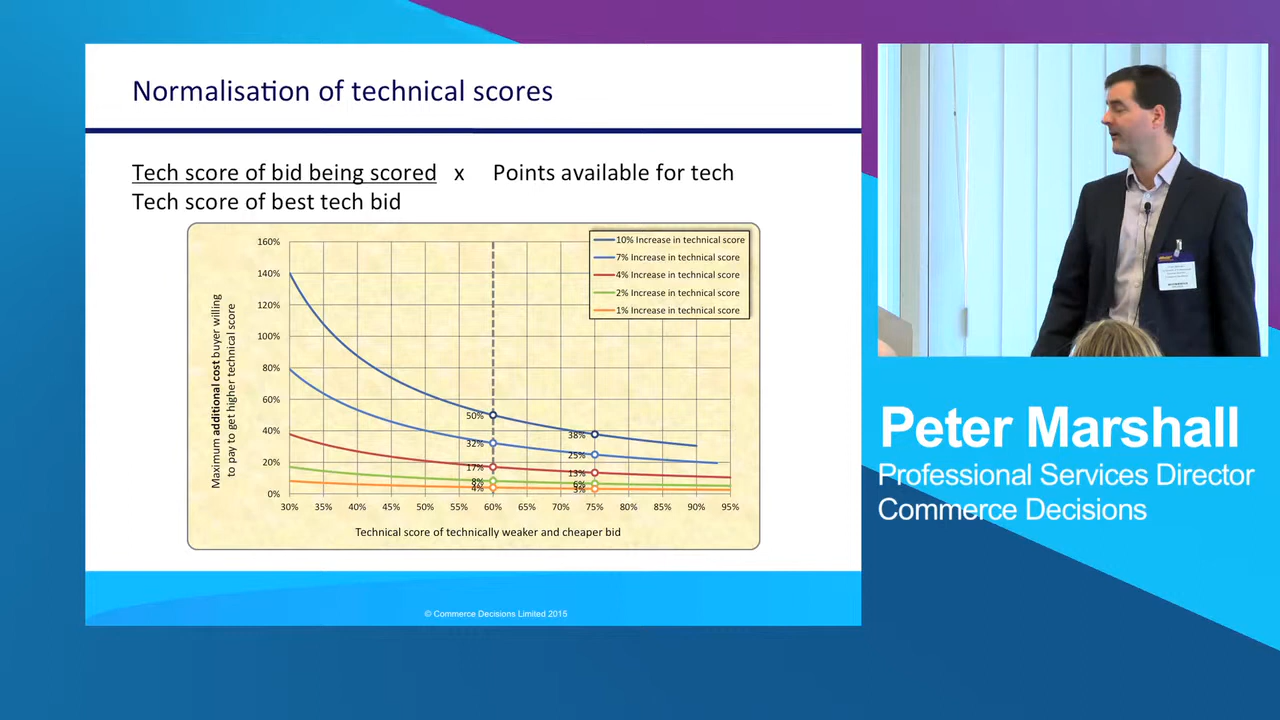 Normalisation of technical scores
Tech score of bid being scored x Points available for tech
Tech score of best tech bid
160%
140%
120%
100%
80%
60%
40%
20%
0%
Maximum additional cost buyer willing
to pay to get higher technical score
10% Increase in technical score
7% Increase in technical score
4% Increase in technical score
2% Increase in technical score
1% Increase in technical score
50%
32%
17%
8%
4%
38%
25%
13%
6%
3%
30% 35% 40% 45% 50% 55% 60% 65% 70% 75% 80% 85% 90% 95%
Technical score of technically weaker and cheaper bid
© Commerce Decisions Limited 2015
Peter Marshall
Professional Services Director
Commerce Decisions